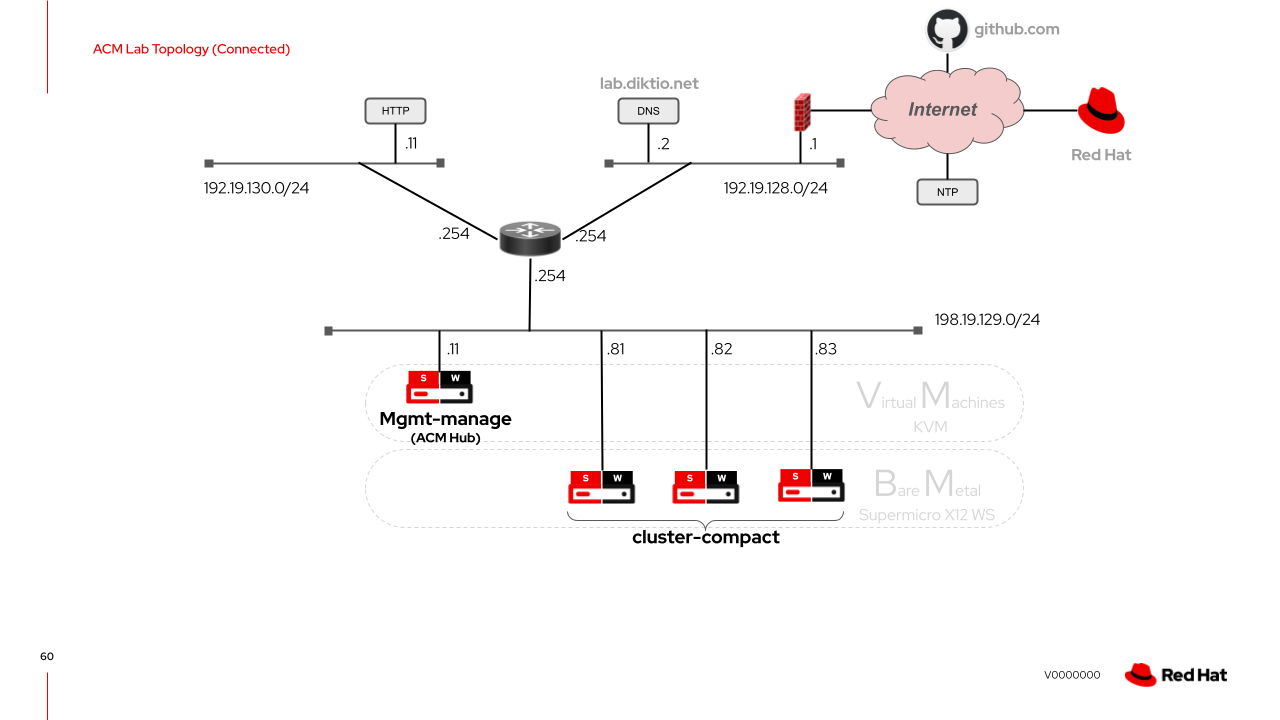 github.com
ACM Lab Topology (Connected)
lab.diktio.net
HTTP
DNS
Internet
.11
.2
.1
Red Hat
192.19.130.0/24
192.19.128.0/24
NTP
.254
.254
.254
198.19.129.0/24
.11
.81
.82
.83
S W
Virtual Machines
Mgmt-manage
KVM
(ACM Hub)
S W
S W
S W
Bare Metal
Supermicro X12 WS
cluster-compact
60
V0000000
Red Hat